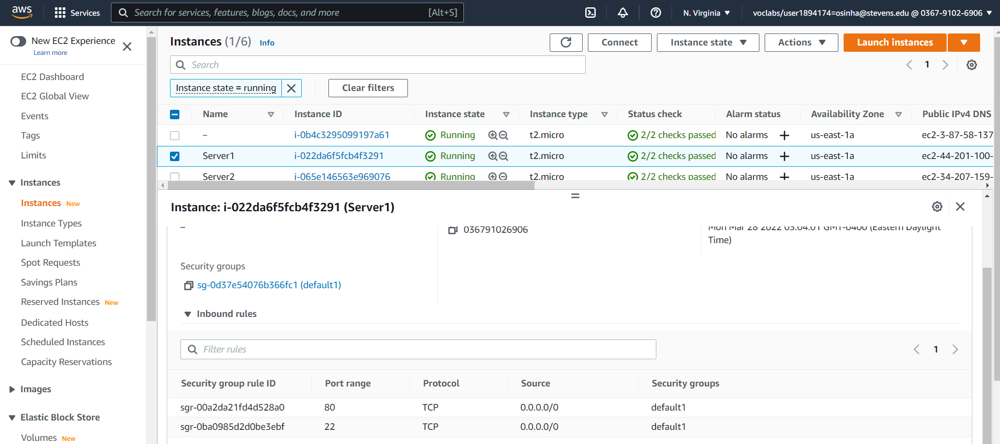 aws
Services
Search for services, features, blogs, docs, and more
[Alt+S]
N. Virginia
voclabs/user1894174=osinha@stevens.edu @ 0367-9102-6906
New EC2 Experience
Learn more
EC2 Dashboard
EC2 Global View
Events
Tags
Limits
Instances
Instances New
Instance Types
Launch Templates
Spot Requests
Savings Plans
Reserved Instances New
Dedicated Hosts
Scheduled Instances
Capacity Reservations
Images
Elastic Block Store
Volumes New
Instances (1/6) Info
Connect
Instance state
Actions
Launch instances
Search
1
Instance state = running
Clear filters
Name Instance ID Instance state Instance type Status check Alarm status Availability Zone Public IPv4 DNS
– i-0b4c3295099197a61 Running t2.micro 2/2 checks passed No alarms us-east-1a ec2-3-87-58-137
Server1 i-022da6f5fcb4f3291 Running t2.micro 2/2 checks passed No alarms us-east-1a ec2-44-201-100-
Server2 i-065e146563e969076 Running t2.micro 2/2 checks passed No alarms us-east-1a ec2-34-207-159-
Instance: i-022da6f5fcb4f3291 (Server1)
–
036791026906
Mon Mar 28 2022 03:04:01 GMT-0400 (Eastern Daylight
Time)
Security groups
sg-0d37e54076b366fc1 (default1)
Inbound rules
Filter rules
1
Security group rule ID Port range Protocol Source Security groups
sgr-00a2da21fd4d528a0 80 TCP 0.0.0.0/0 default1
sgr-0ba0985d2d0be3ebf 22 TCP 0.0.0.0/0 default1